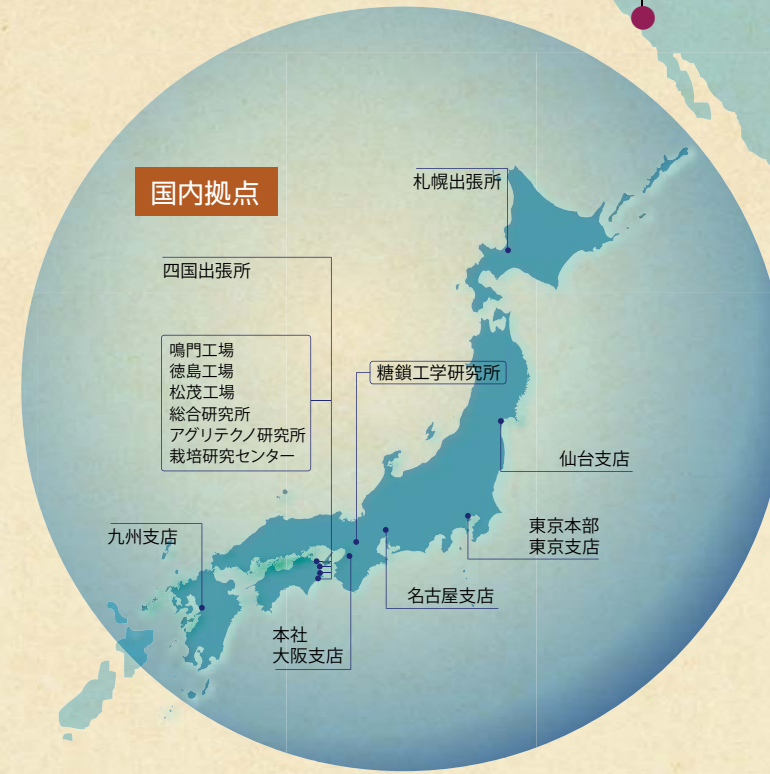 国内拠点
札幌出張所
四国出張所
鳴門工場
徳島工場
松茂工場
総合研究所
アグリテクノ研究所
栽培研究センター
糖鎖工学研究所
仙台支店
東京本部
東京支店
九州支店
名古屋支店
本社
大阪支店